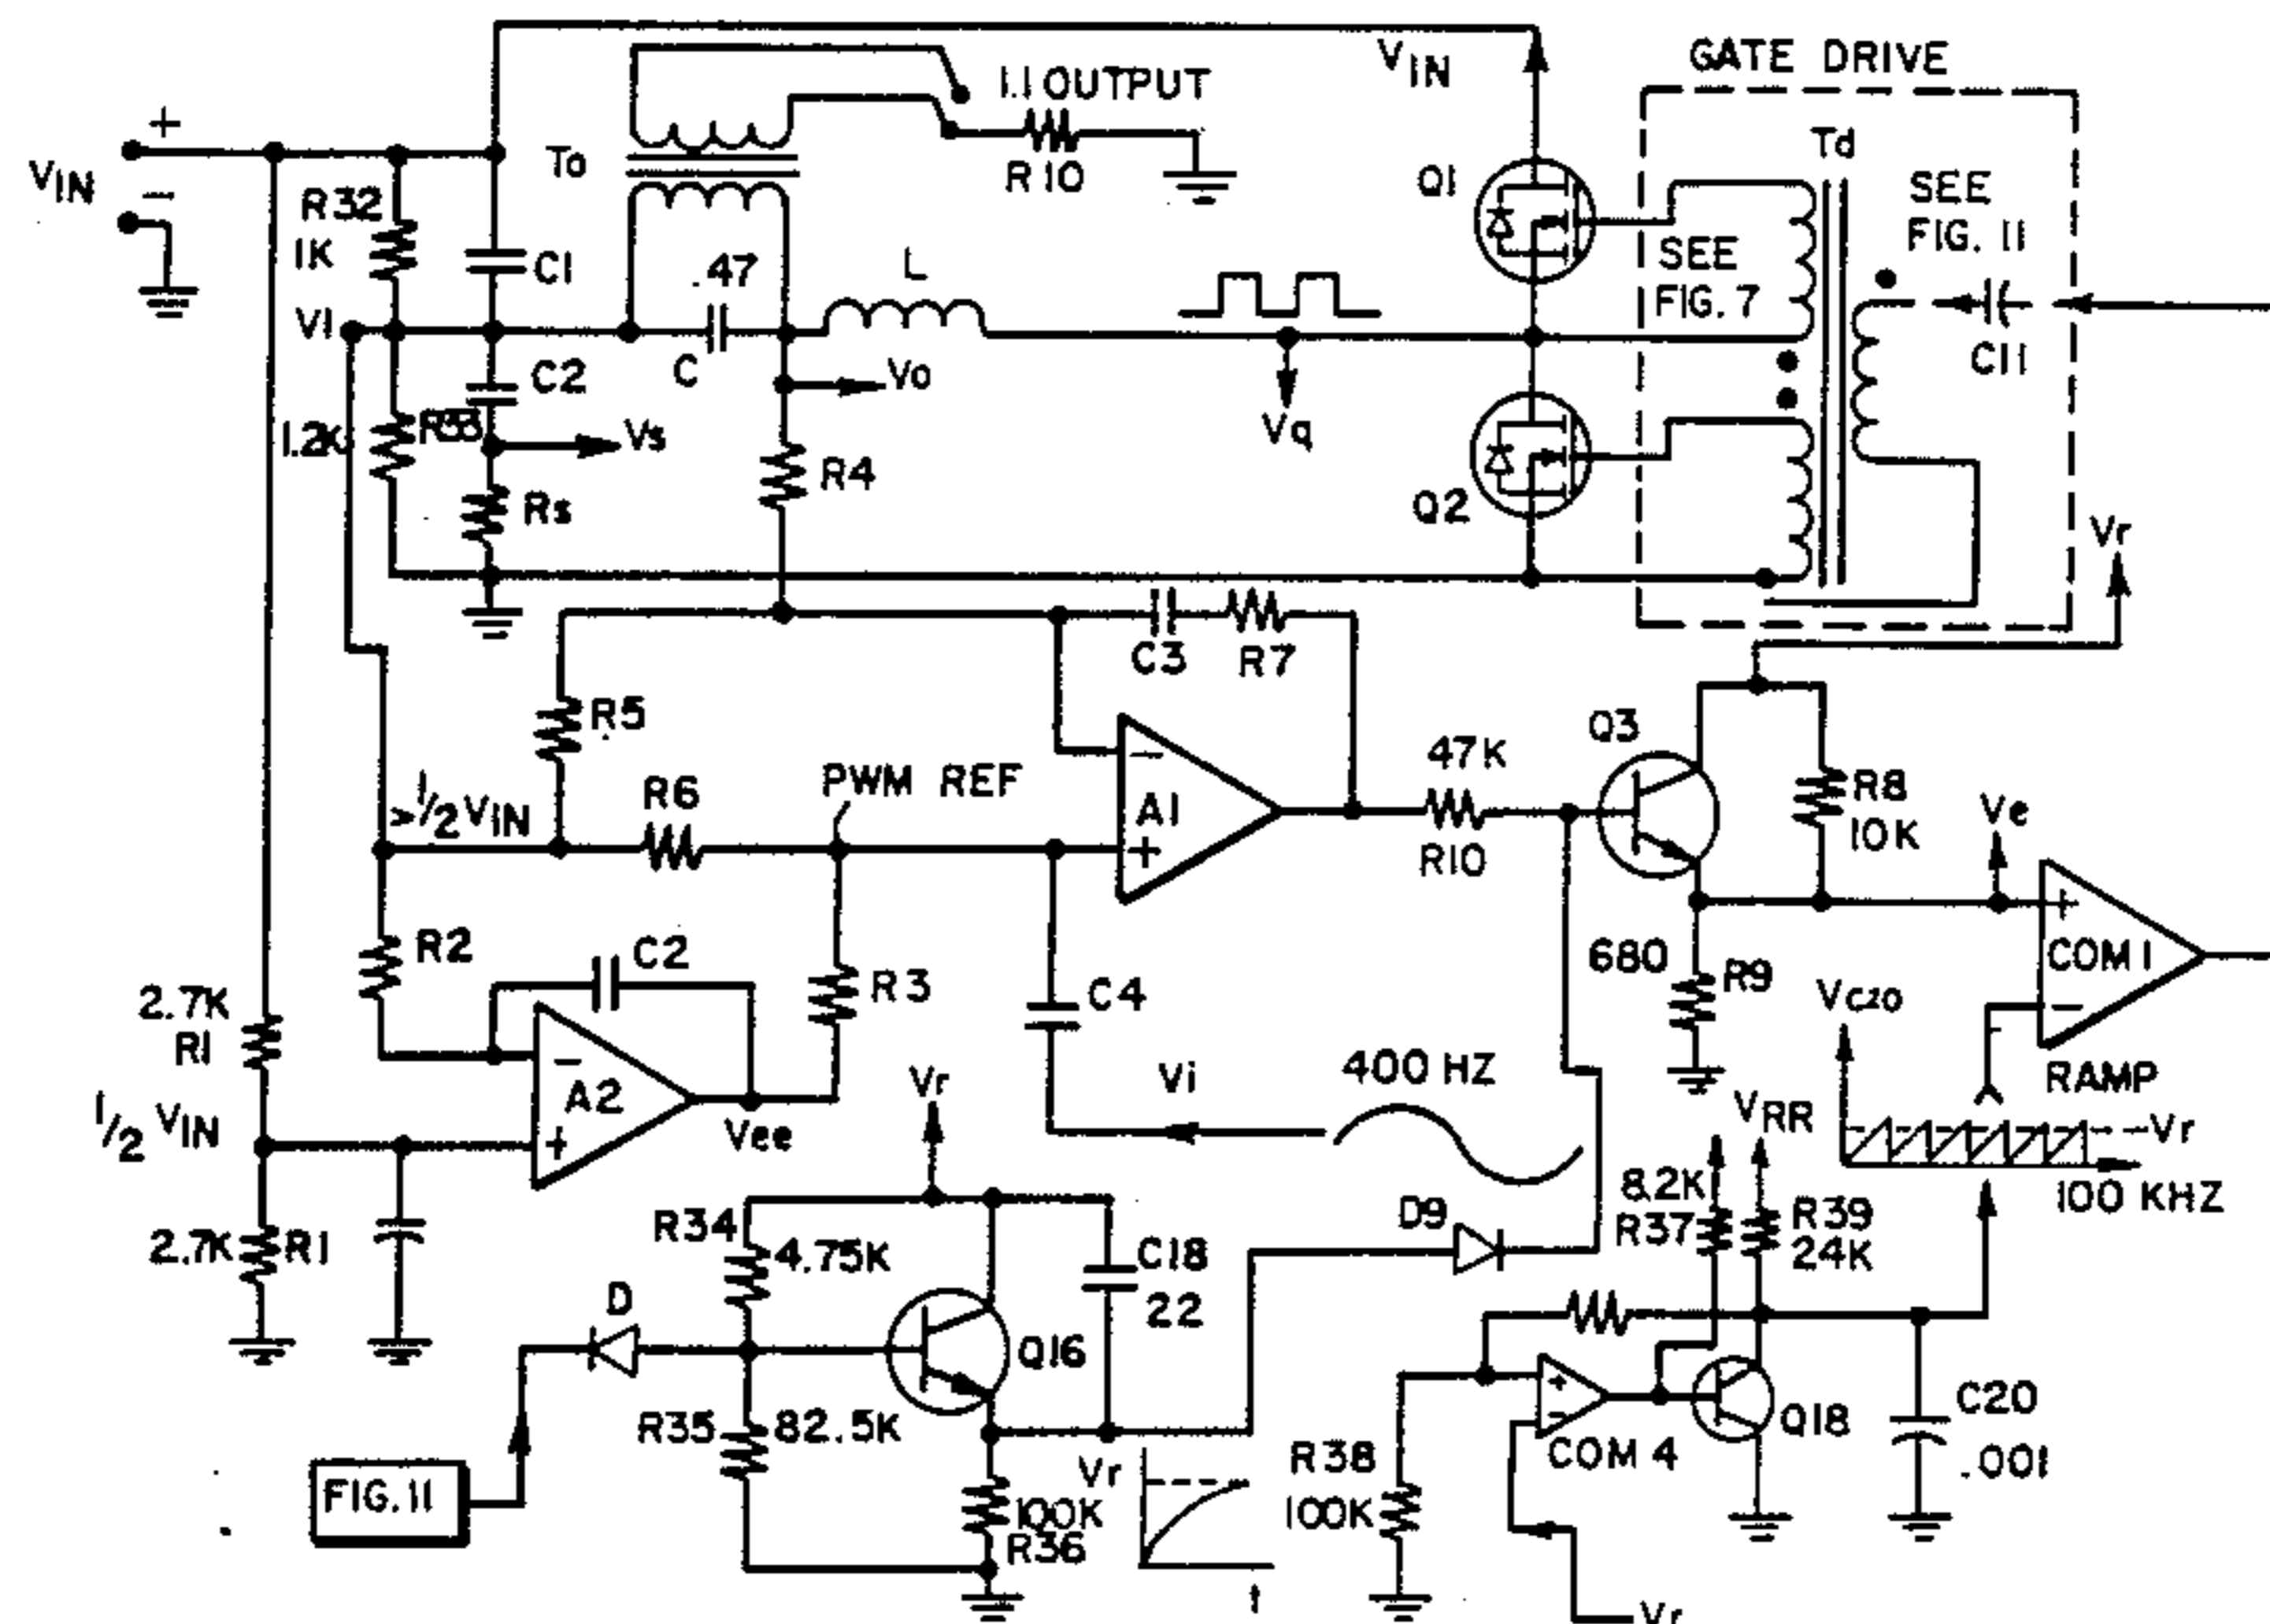 VIN
+
−
VIN
GATE DRIVE
1.1 OUTPUT
To
R10
Q1
Td
SEE
FIG. 11
R32
1K
C1
.47
L
SEE
FIG. 7
C11
V1
C2
C
Vo
Vq
1.2K
R33
Vs
R4
Rs
Q2
Vr
C3
R7
R5
Q3
47K
PWM REF
R6
>1/2 VIN
−
A1
+
R10
R8
10K
Ve
+
COM 1
−
R2
C2
R3
C4
680
R9
VC20
2.7K
R1
−
A2
+
Vee
Vr
Vi
400 HZ
RAMP
VRR
Vr
1/2 VIN
8.2K
R37
R39
24K
100 KHZ
2.7K
R1
R34
4.75K
D9
C18
22
D
Q16
R35
82.5K
FIG. 11
Vr
100K
R36
t
R38
100K
+
−
COM 4
Q18
C20
.001
Vr